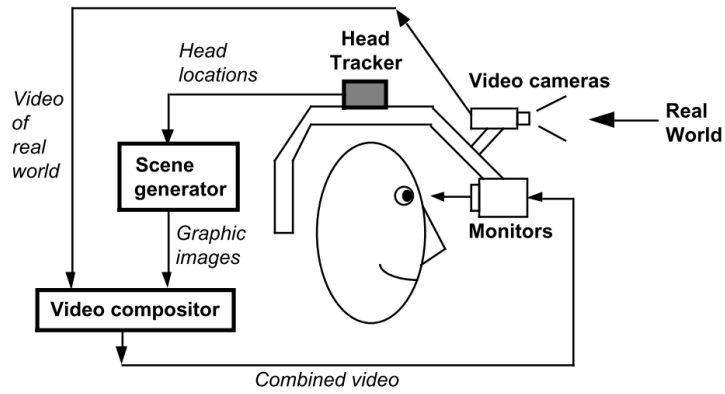 Head
Tracker
Head
locations
Video cameras
Real
World
Video
of
real
world
Scene
generator
Monitors
Graphic
images
Video compositor
Combined video